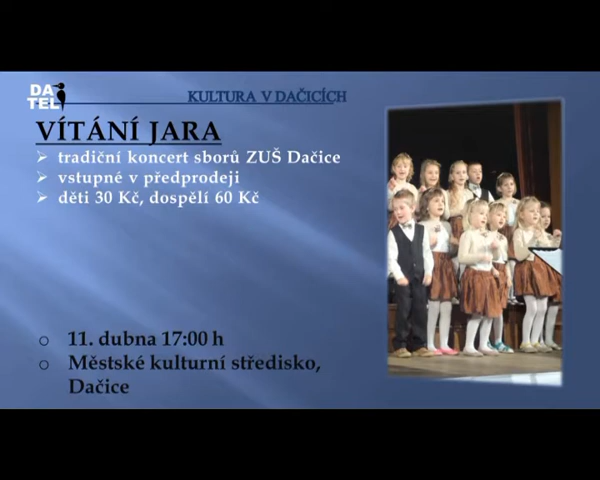 DA
TEL
KULTURA V DAČICÍCH
VÍTÁNÍ JARA
tradiční koncert sborů ZUŠ Dačice
vstupné v předprodeji
děti 30 Kč, dospělí 60 Kč
11. dubna 17:00 h
Městské kulturní středisko,
Dačice